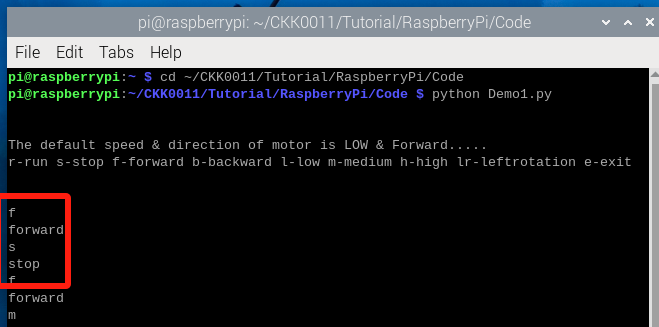 pi@raspberrypi: ~/CKK0011/Tutorial/RaspberryPi/Code
File Edit Tabs Help
pi@raspberrypi:~ $ cd ~/CKK0011/Tutorial/RaspberryPi/Code
pi@raspberrypi:~/CKK0011/Tutorial/RaspberryPi/Code $ python Demo1.py
The default speed & direction of motor is LOW & Forward.....
r-run s-stop f-forward b-backward l-low m-medium h-high lr-leftrotation e-exit
f
forward
s
stop
f
forward
m